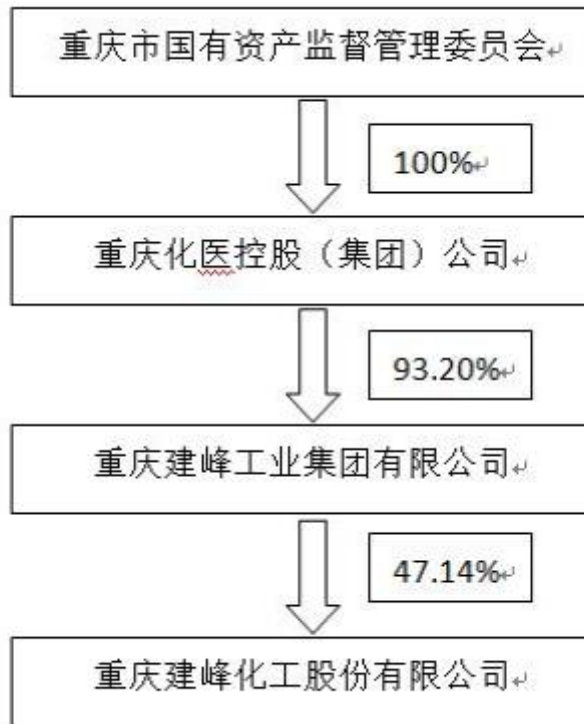 重庆市国有资产监督管理委员会
100%
重庆化医控股（集团）公司
93.20%
重庆建峰工业集团有限公司
47.14%
重庆建峰化工股份有限公司